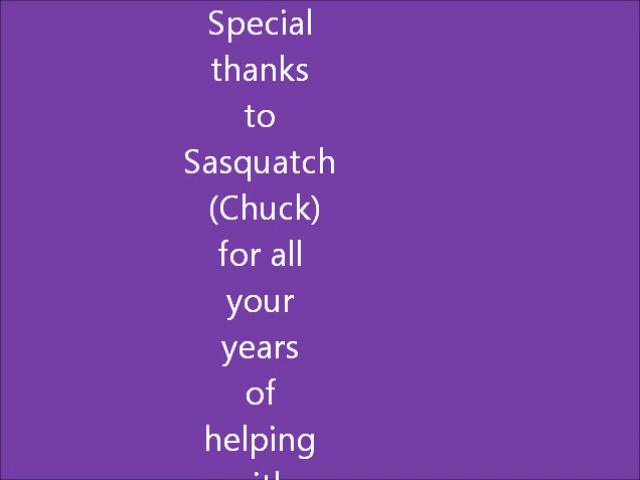 Special
thanks
to
Sasquatch
(Chuck)
for all
your
years
of
helping